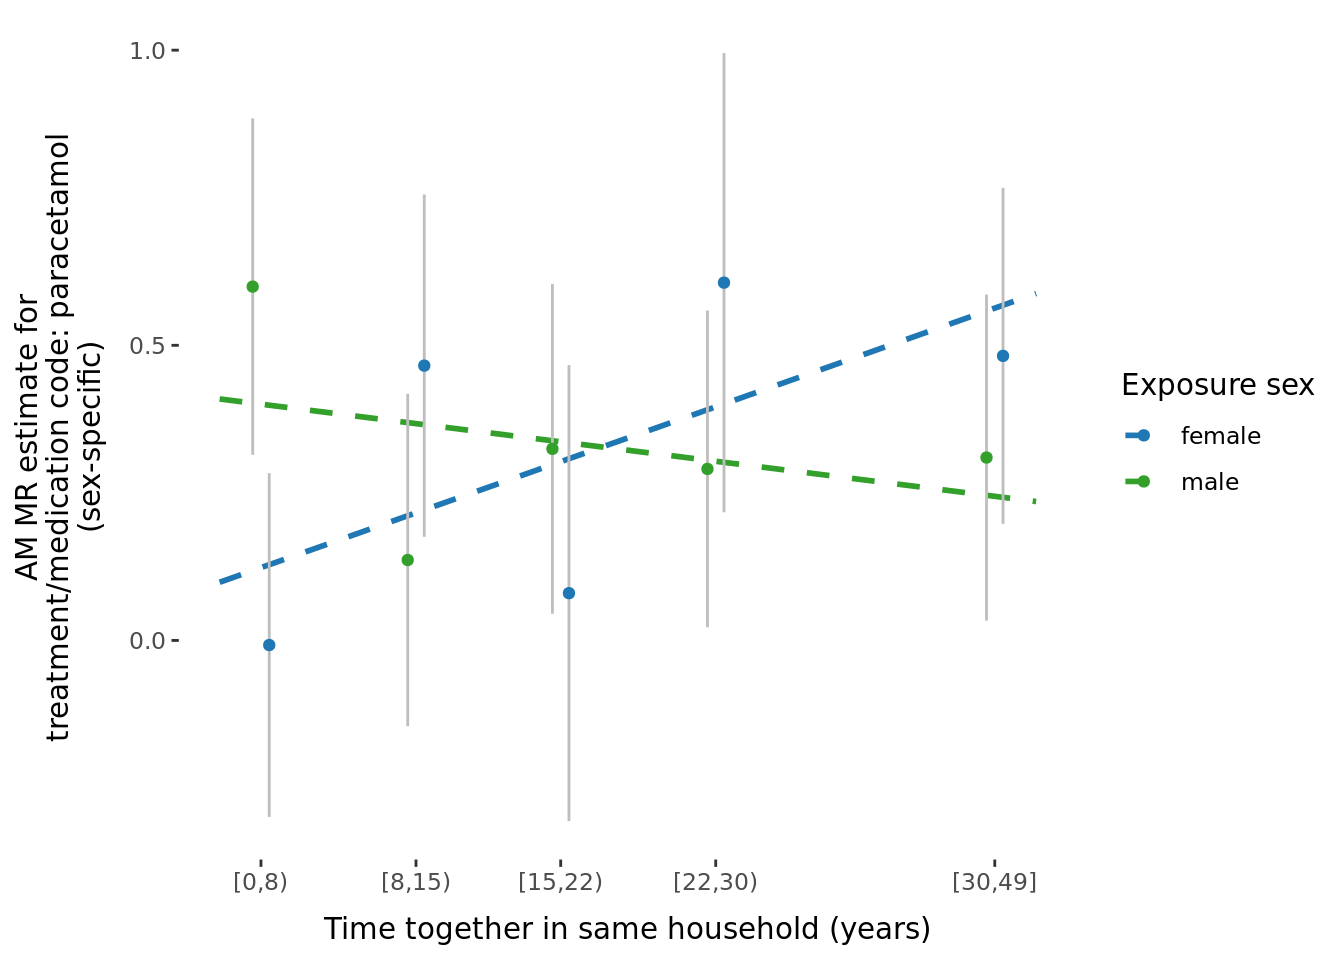 AM MR estimate for
treatment/medication code: paracetamol
(sex-specific)
1.0
0.5
0.0
[0,8)
[8,15)
[15,22)
[22,30)
[30,49]
Time together in same household (years)
Exposure sex
female
male